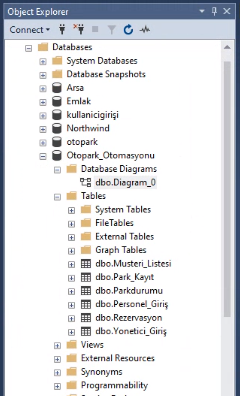 Object Explorer
Connect
Databases
System Databases
Database Snapshots
Arsa
Emlak
kullanicigirişi
Northwind
otopark
Otopark_Otomasyonu
Database Diagrams
dbo.Diagram_0
Tables
System Tables
FileTables
External Tables
Graph Tables
dbo.Musteri_Listesi
dbo.Park_Kayıt
dbo.Parkdurumu
dbo.Personel_Giriş
dbo.Rezervasyon
dbo.Yonetici_Giriş
Views
External Resources
Synonyms
Programmability